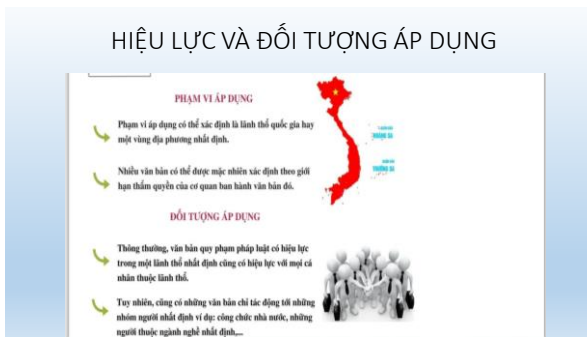 HIỆU LỰC VÀ ĐỐI TƯỢNG ÁP DỤNG
PHẠM VI ÁP DỤNG
Phạm vi áp dụng có thể xác định là lãnh thổ quốc gia hay
một vùng địa phương nhất định.
Nhiều văn bản có thể được mặc nhiên xác định theo giới
hạn thẩm quyền của cơ quan ban hành văn bản đó.
ĐỐI TƯỢNG ÁP DỤNG
Thông thường, văn bản quy phạm pháp luật có hiệu lực
trong một lãnh thổ nhất định cũng có hiệu lực với mọi cá
nhân thuộc lãnh thổ.
Tuy nhiên, cũng có những văn bản chỉ tác động tới những
nhóm người nhất định ví dụ: công chức nhà nước, những
người thuộc ngành nghề nhất định,...